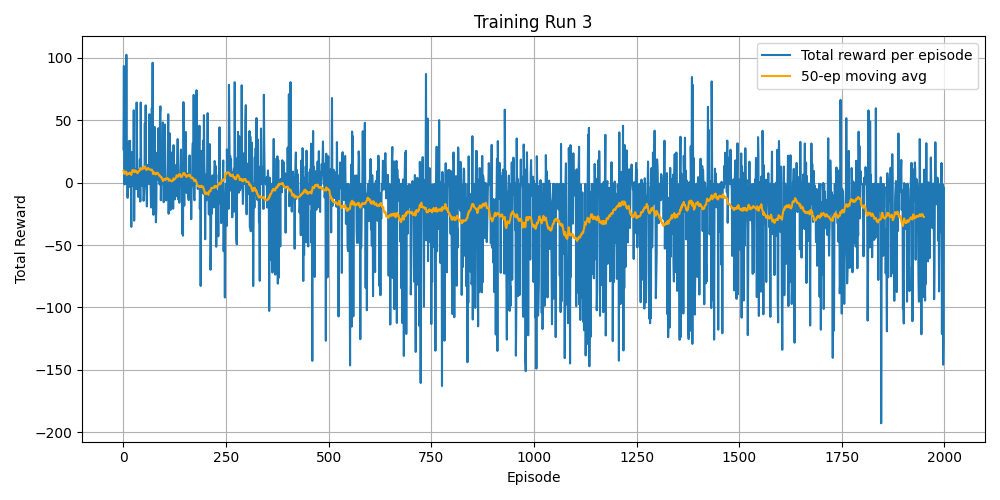 Training Run 3
Total reward per episode
50-ep moving avg
100
50
0
−50
−100
−150
−200
Total Reward
0 250 500 750 1000 1250 1500 1750 2000
Episode